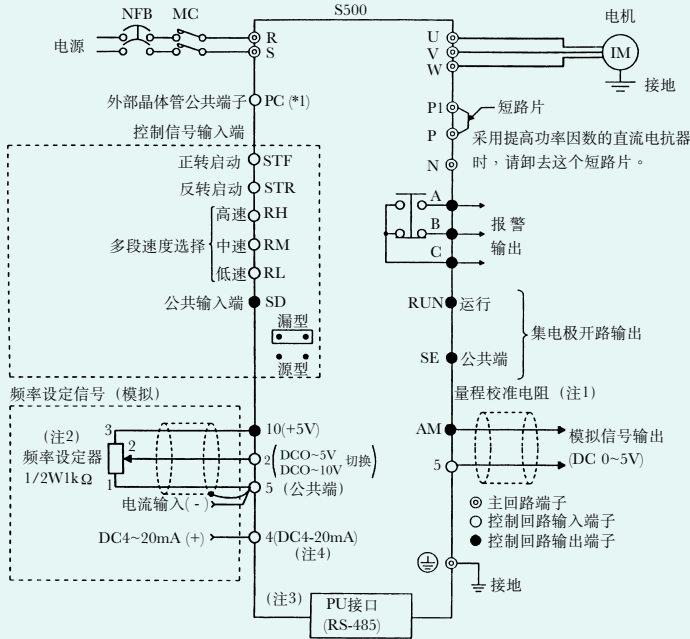 S500
NFB MC
电源
R
S
U
V
W
电机
IM
接地
外部晶体管公共端子 PC (*1)
控制信号输入端
P1
P
短路片
N
采用提高功率因数的直流电抗器
时，请卸去这个短路片。
正转启动 STF
反转启动 STR
多段速度选择
高速 RH
中速 RM
低速 RL
公共输入端 SD
漏型
源型
A
B
C
报警
输出
RUN 运行
SE 公共端
集电极开路输出
频率设定信号 (模拟)
(注2)
频率设定器
1/2W1kΩ
3
2
1
10(+5V)
2 (DCO~5V
DCO~10V 切换)
5 (公共端)
电流输入(-)
DC4~20mA (+)
4(DC4-20mA)
(注4)
量程校准电阻 (注1)
AM
5
模拟信号输出
(DC 0~5V)
主回路端子
控制回路输入端子
控制回路输出端子
接地
(注3)
PU接口
(RS-485)